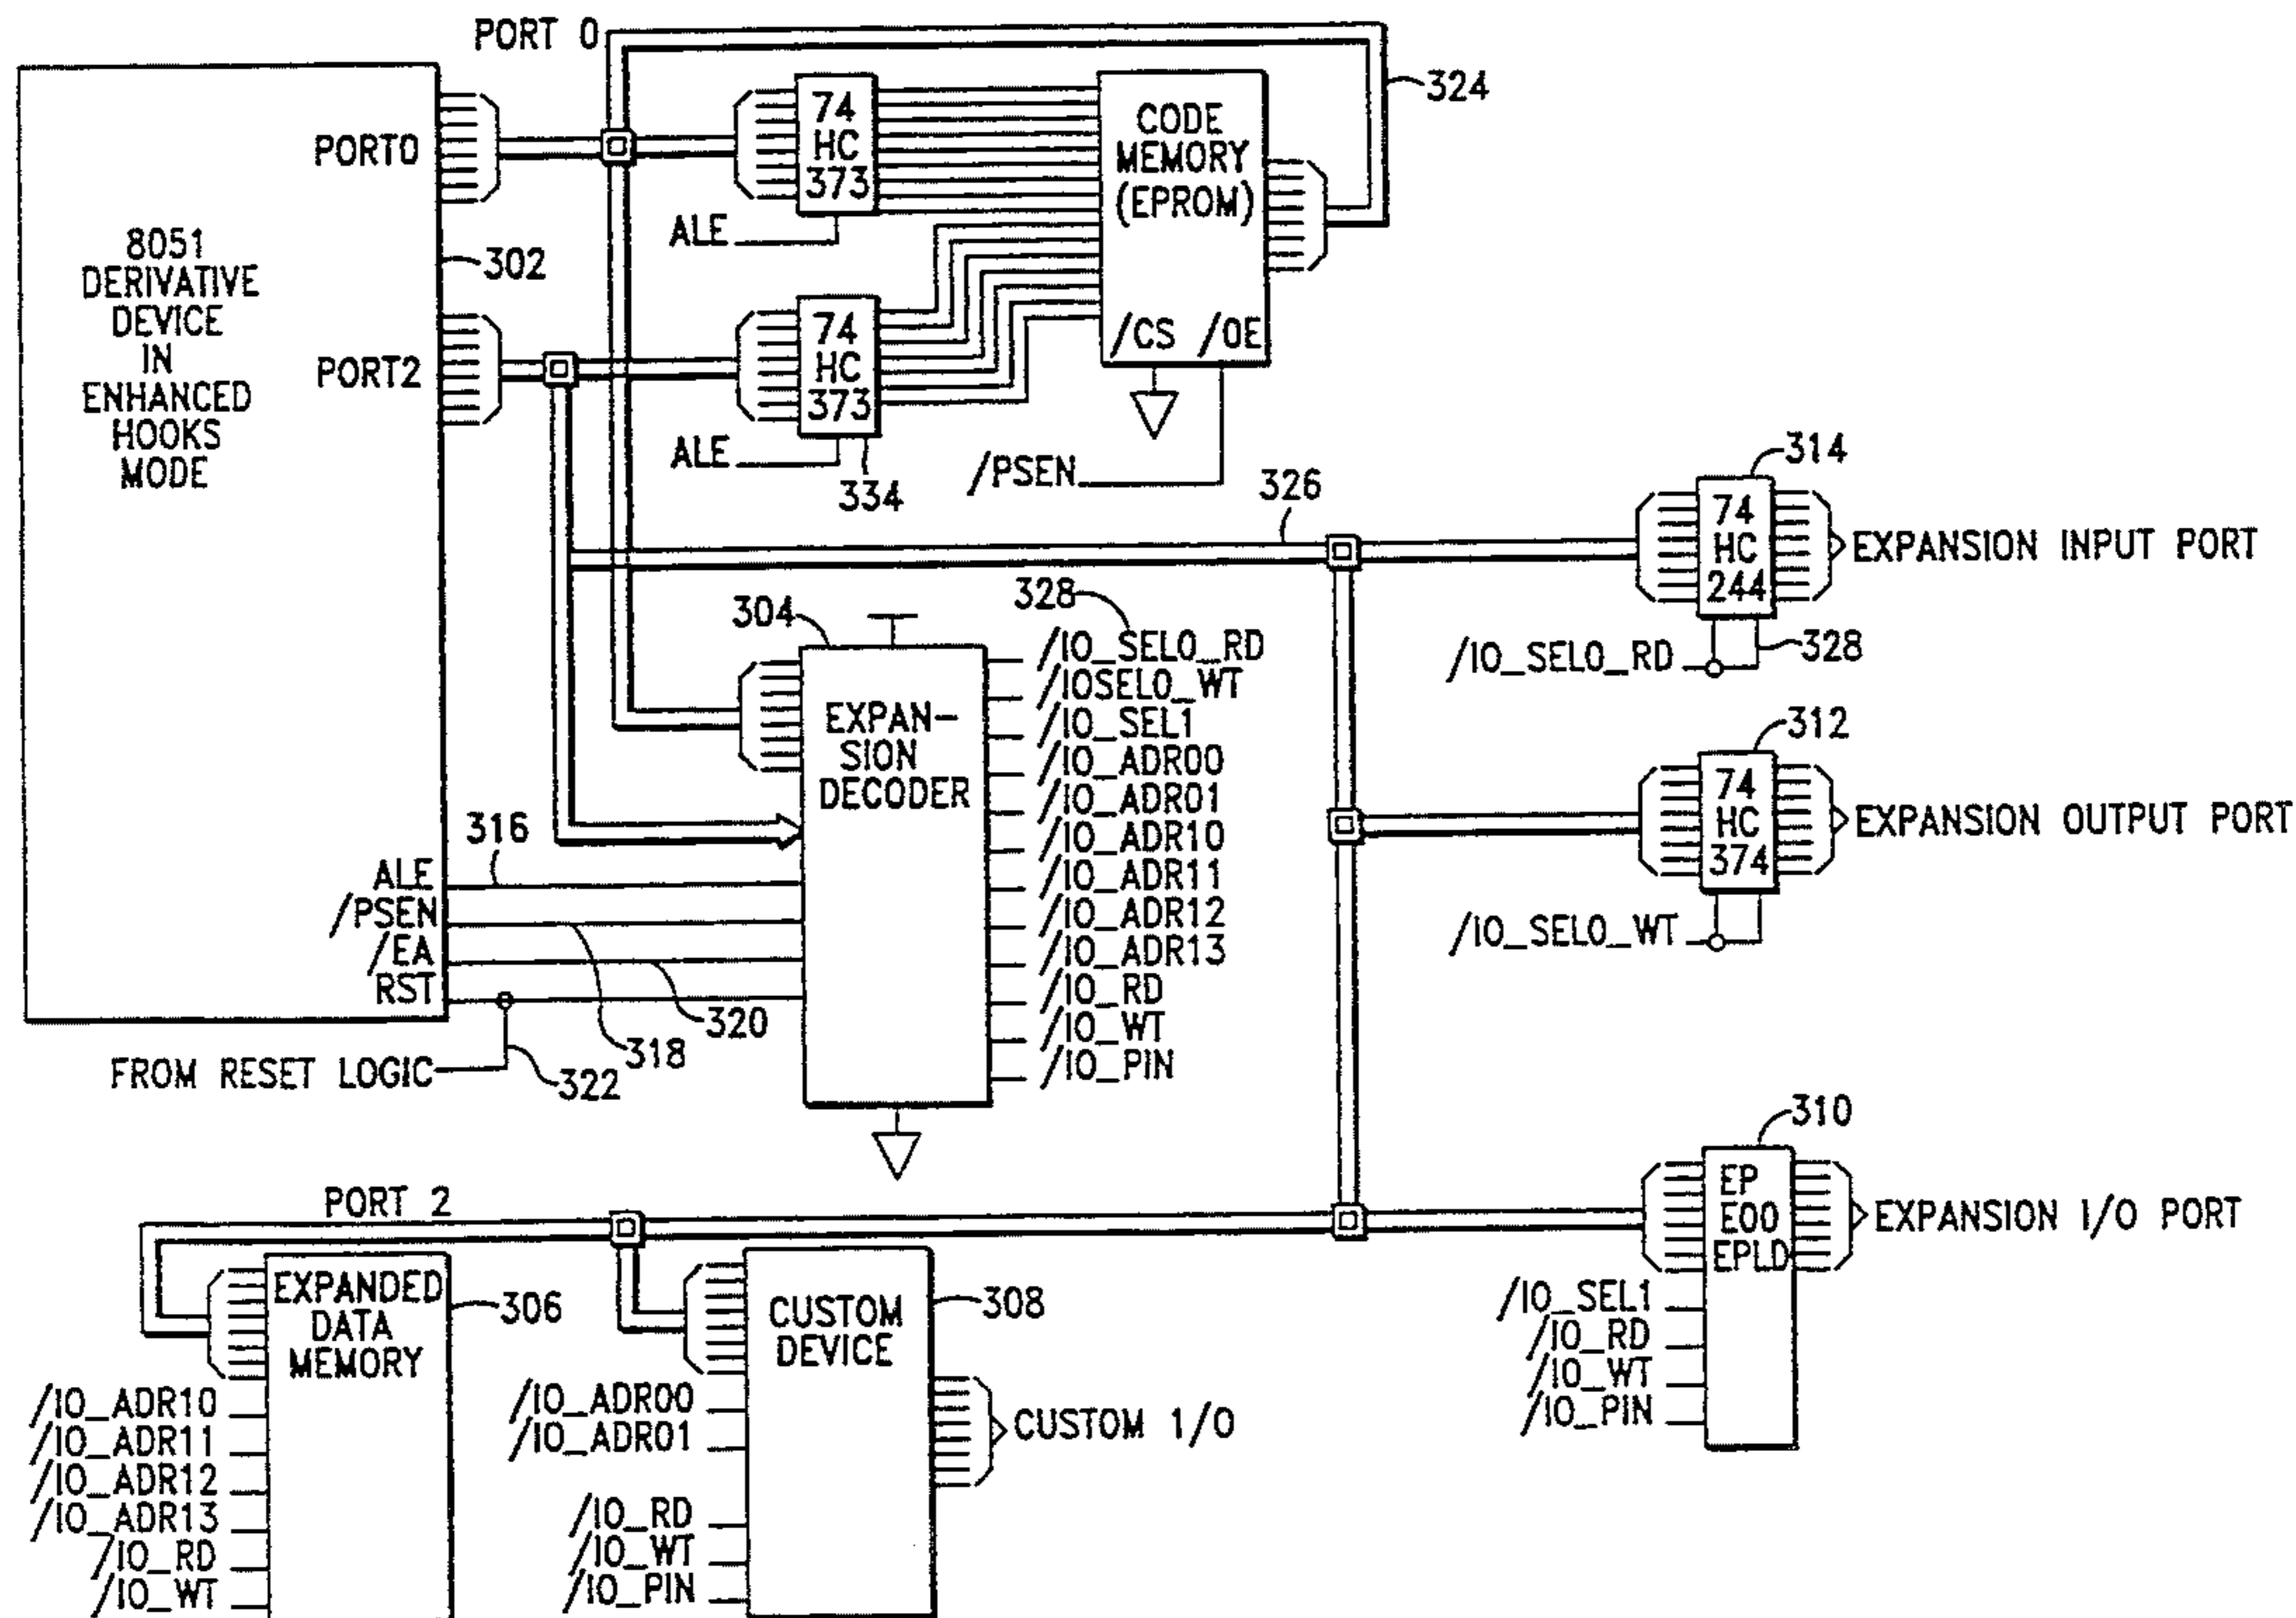 PORT 0
324
8051
DERIVATIVE
DEVICE
IN
ENHANCED
HOOKS
MODE
PORT0
PORT2
302
74
HC
373
ALE
CODE
MEMORY
(EPROM)
/CS /OE
74
HC
373
ALE
334
/PSEN
326
314
74
HC
244
EXPANSION INPUT PORT
/IO_SEL0_RD
328
304
EXPAN-
SION
DECODER
328
/IO_SEL0_RD
/IOSEL0_WT
/IO_SEL1
/IO_ADR00
/IO_ADR01
/IO_ADR10
/IO_ADR11
/IO_ADR12
/IO_ADR13
/IO_RD
/IO_WT
/IO_PIN
312
74
HC
374
EXPANSION OUTPUT PORT
/IO_SEL0_WT
316
ALE
/PSEN
/EA
RST
320
318
FROM RESET LOGIC
322
310
EP
E00
EPLD
EXPANSION I/O PORT
/IO_SEL1
/IO_RD
/IO_WT
/IO_PIN
PORT 2
EXPANDED
DATA
MEMORY
306
/IO_ADR10
/IO_ADR11
/IO_ADR12
/IO_ADR13
/IO_RD
/IO_WT
CUSTOM
DEVICE
308
/IO_ADR00
/IO_ADR01
/IO_RD
/IO_WT
/IO_PIN
CUSTOM I/O